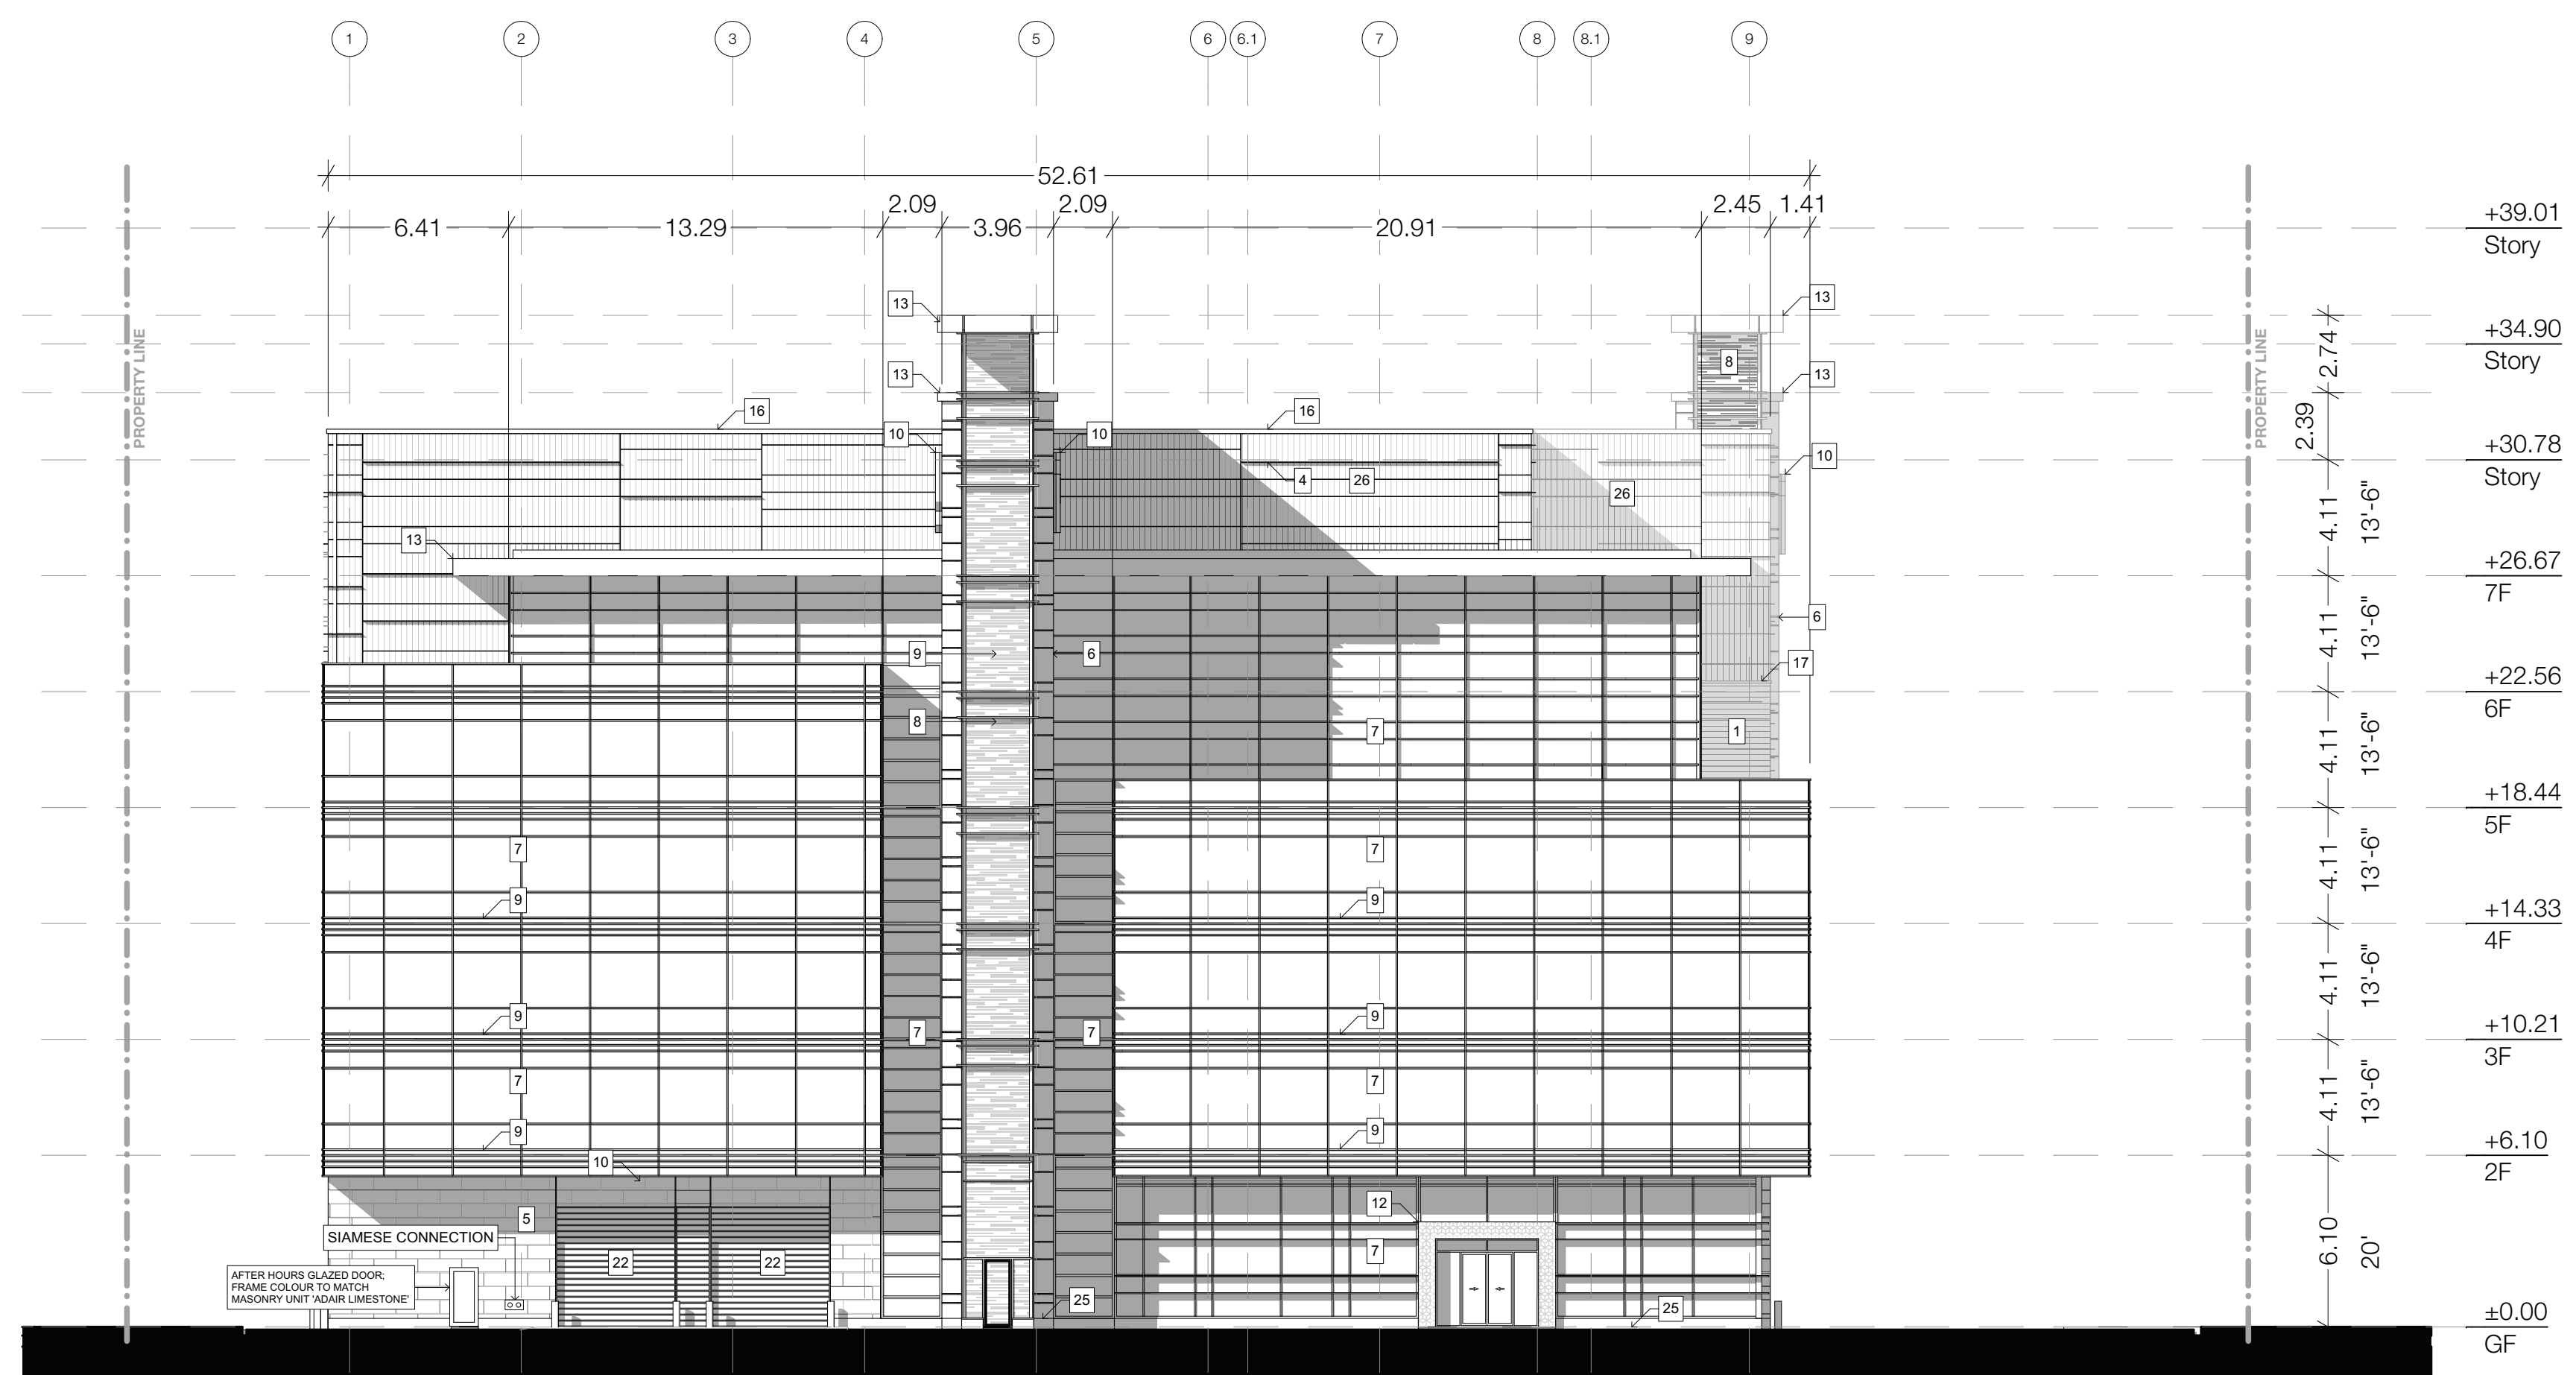 1 2 3 4 5 6 6.1 7 8 8.1 9
52.61
2.09 2.09 2.45 1.41
6.41 13.29 3.96 20.91
+39.01
Story
13 13
PROPERTY LINE
PROPERTY LINE
+34.90
Story
2.74
8
13 13
16 16
2.39
10 10 10
+30.78
Story
4 26 26
4.11 13'-6"
13
+26.67
7F
6
4.11 13'-6"
9 6 17
+22.56
6F
8 7 1
4.11 13'-6"
+18.44
5F
7 7
4.11 13'-6"
9 9
+14.33
4F
4.11 13'-6"
9 9
7 7
+10.21
3F
7 7
4.11 13'-6"
9 9
+6.10
2F
10
12
5
SIAMESE CONNECTION
7
22 22
6.10 20'
AFTER HOURS GLAZED DOOR;
FRAME COLOUR TO MATCH
MASONRY UNIT 'ADAIR LIMESTONE'
25 25
±0.00
GF